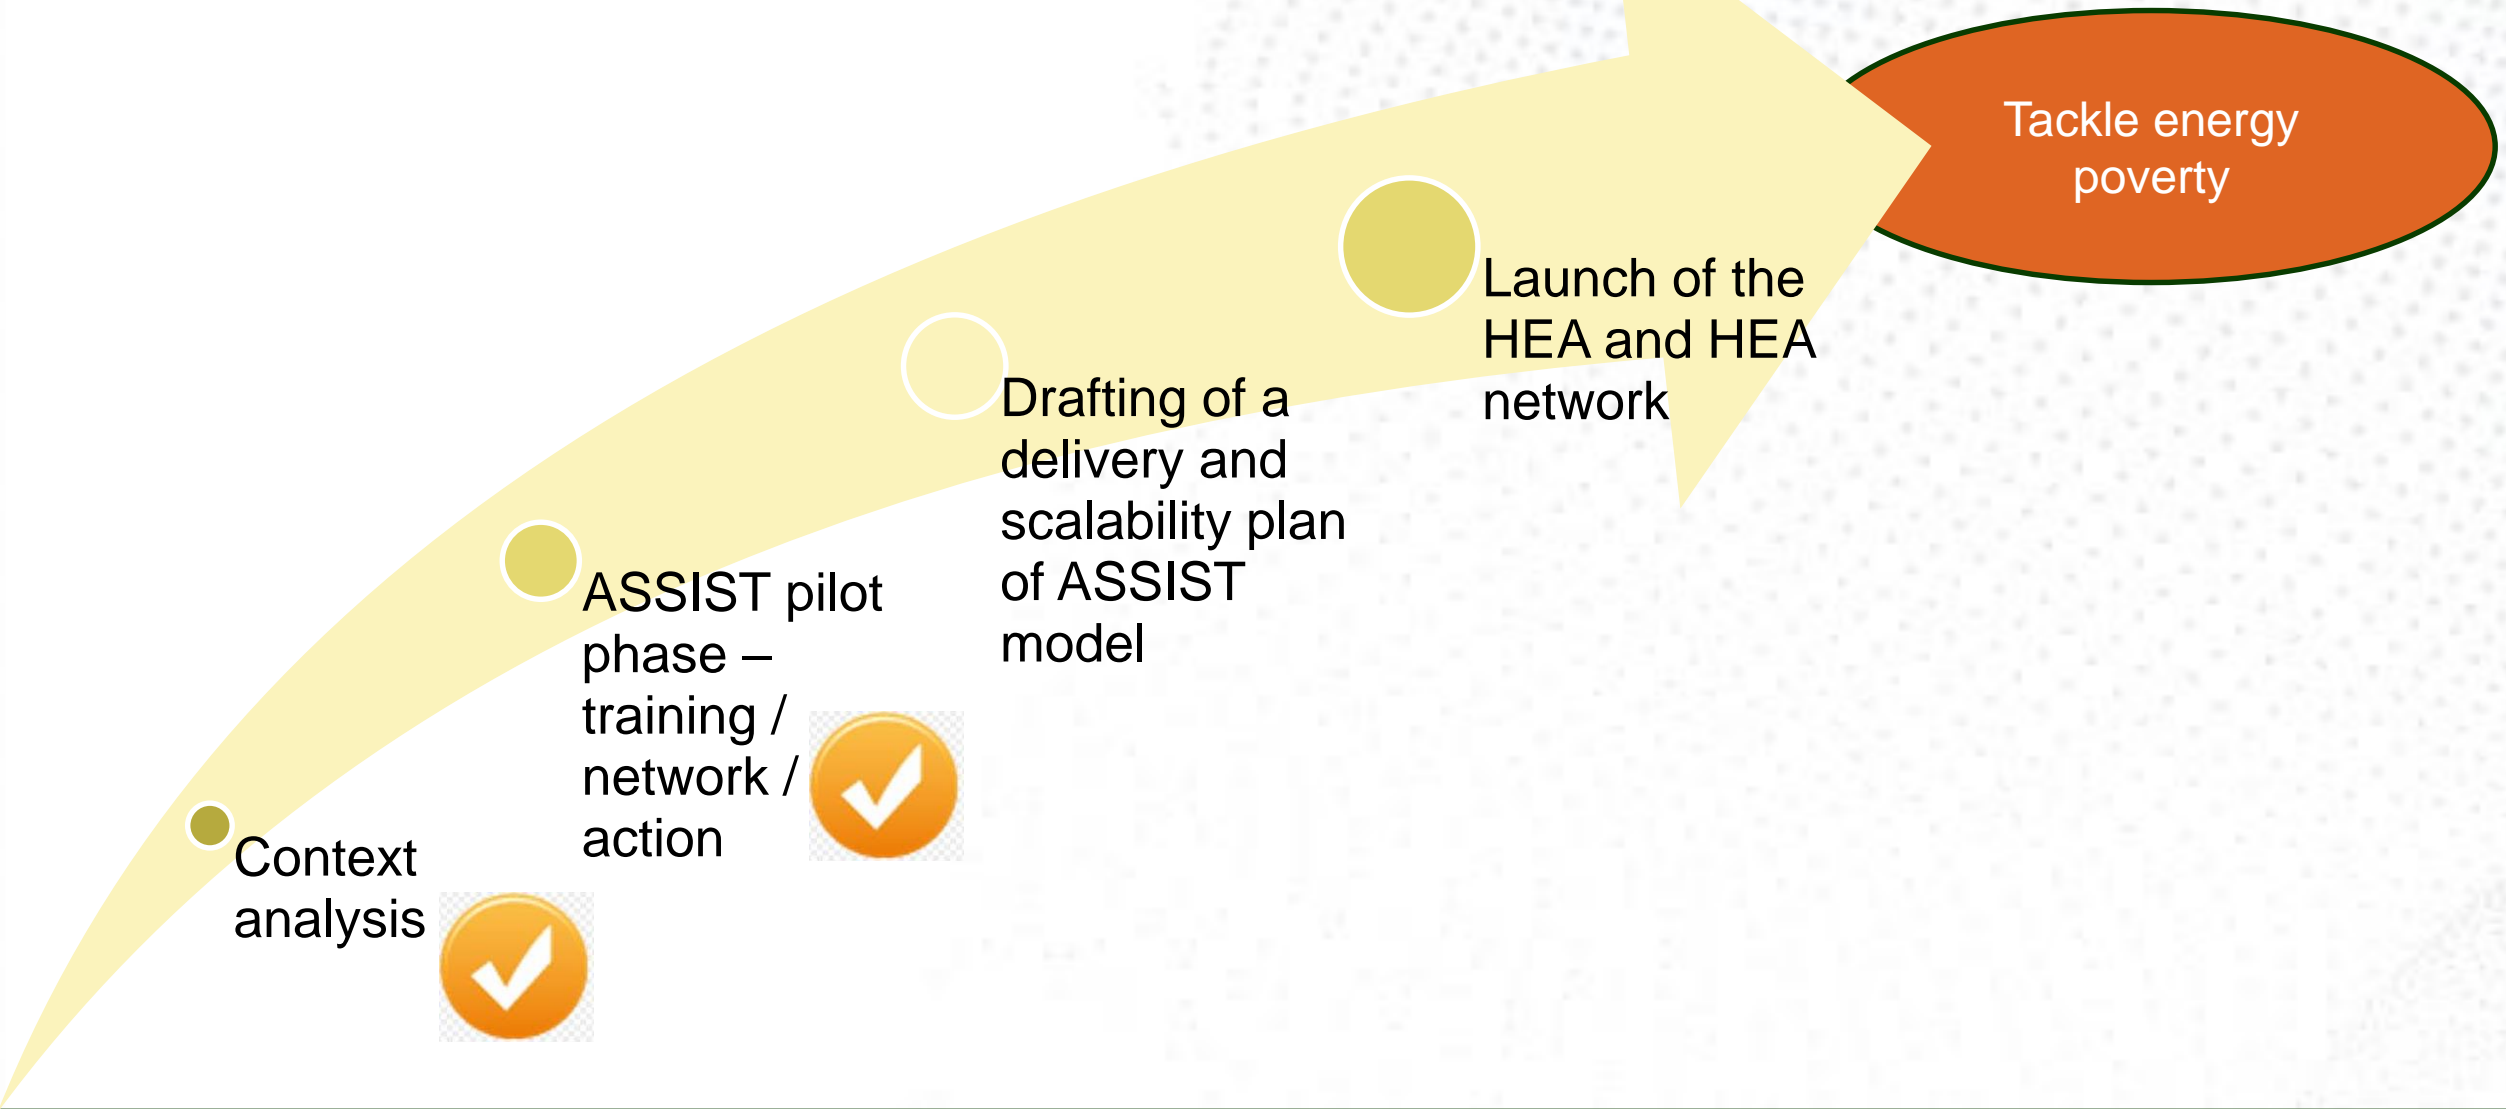 Tackle energy
poverty
Launch of the
HEA and HEA
network
Drafting of a
delivery and
scalability plan
of ASSIST
model
ASSIST pilot
phase –
training /
network /
action
Context
analysis